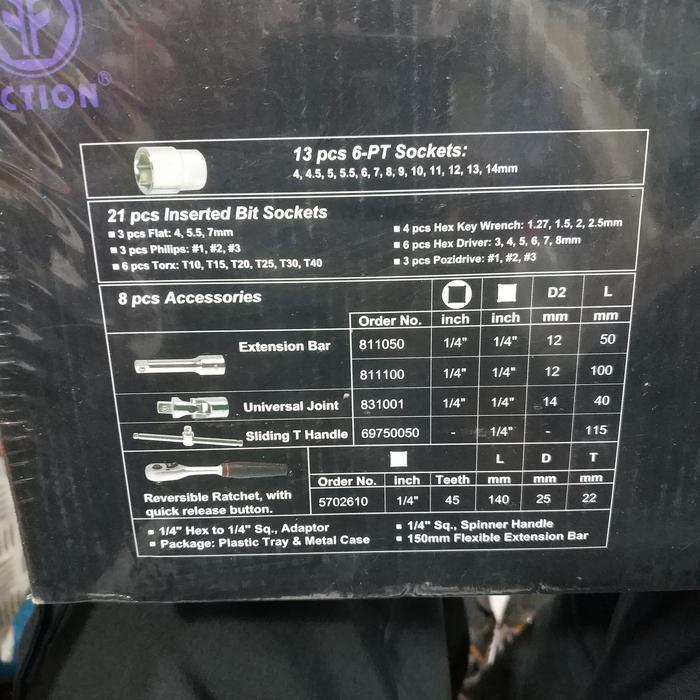 CTION®
13 pcs 6-PT Sockets:
4, 4.5, 5, 5.5, 6, 7, 8, 9, 10, 11, 12, 13, 14mm
21 pcs Inserted Bit Sockets
■ 3 pcs Flat: 4, 5.5, 7mm
■ 3 pcs Philips: #1, #2, #3
■ 6 pcs Torx: T10, T15, T20, T25, T30, T40
■ 4 pcs Hex Key Wrench: 1.27, 1.5, 2, 2.5mm
■ 6 pcs Hex Driver: 3, 4, 5, 6, 7, 8mm
■ 3 pcs Pozidrive: #1, #2, #3
8 pcs Accessories D2 L
Order No. inch inch mm mm
Extension Bar 811050 1/4" 1/4" 12 50
811100 1/4" 1/4" 12 100
Universal Joint 831001 1/4" 1/4" 14 40
Sliding T Handle 69750050 - 1/4" - 115
L D T
Order No. inch Teeth mm mm mm
Reversible Ratchet, with
quick release button.
5702610 1/4" 45 140 25 22
■ 1/4" Hex to 1/4" Sq., Adaptor
■ Package: Plastic Tray & Metal Case
■ 1/4" Sq., Spinner Handle
■ 150mm Flexible Extension Bar